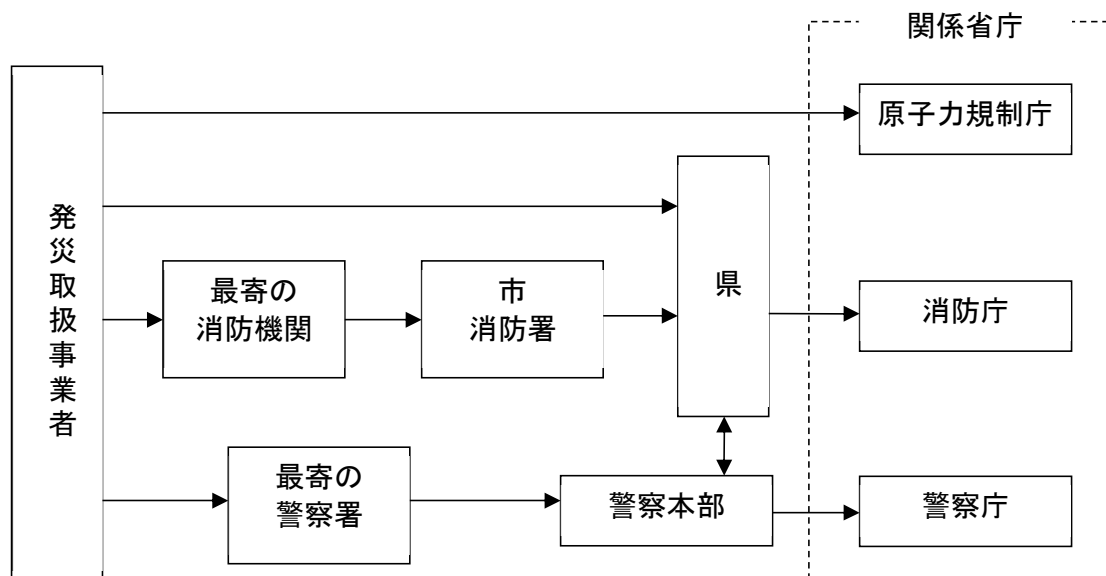 関係省庁
発災取扱事業者
原子力規制庁
県
最寄の
消防機関
市
消防署
消防庁
最寄の
警察署
警察本部
警察庁